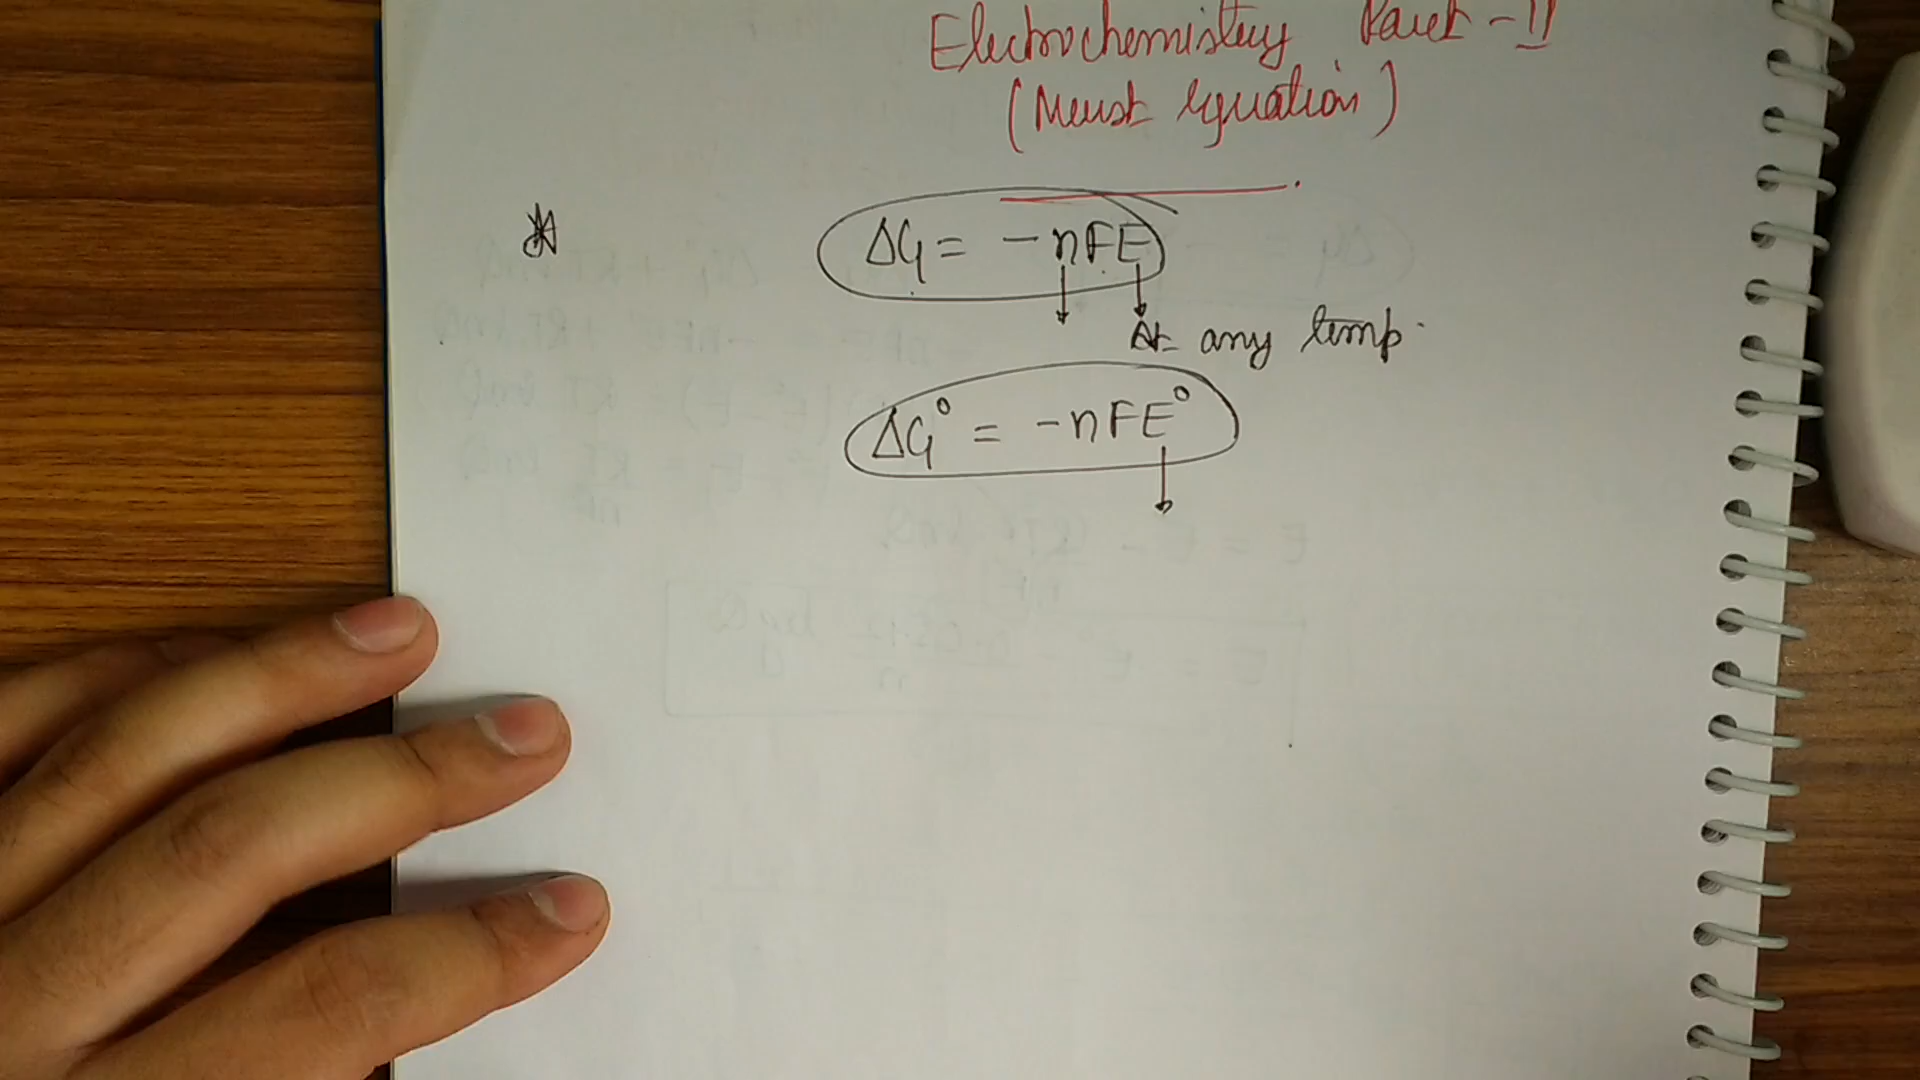 Electrochemistry Part - II
(Nernst equation)
ΔG = - nFE
At any temp.
ΔG° = - nFE°